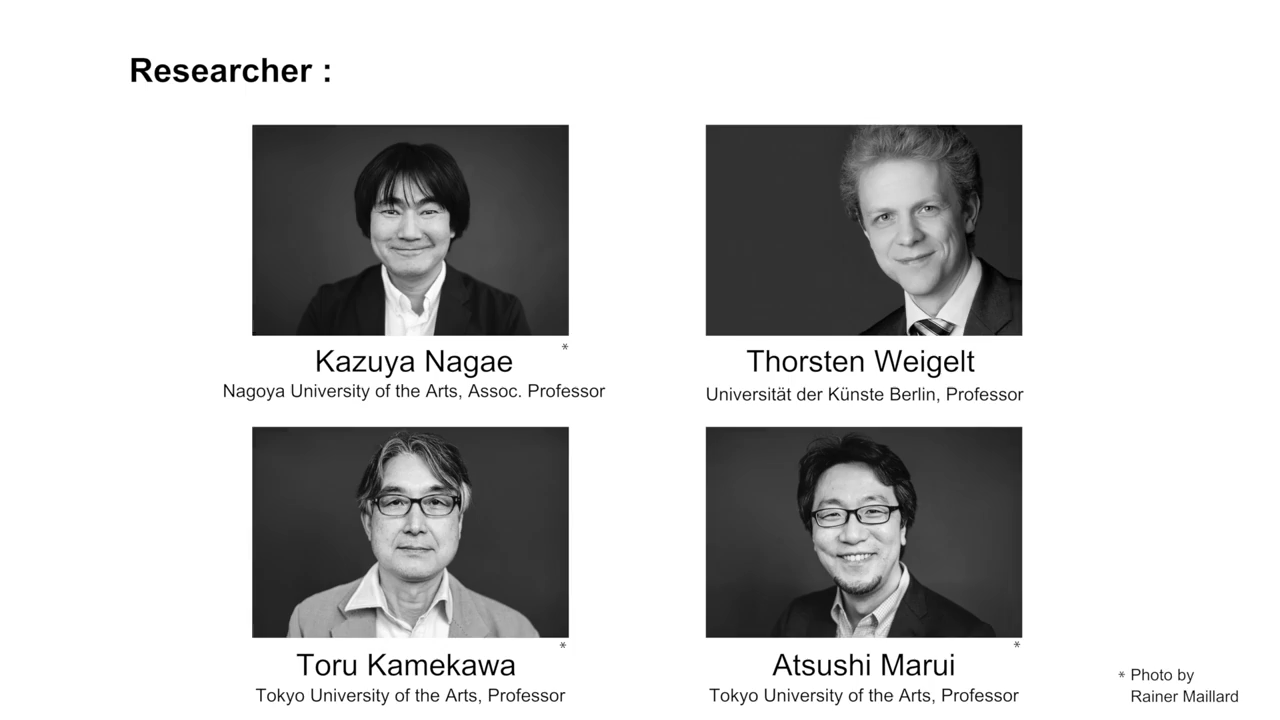 Researcher :
*
Kazuya Nagae
Nagoya University of the Arts, Assoc. Professor
Thorsten Weigelt
Universität der Künste Berlin, Professor
*
Toru Kamekawa
Tokyo University of the Arts, Professor
*
Atsushi Marui
Tokyo University of the Arts, Professor
* Photo by
Rainer Maillard